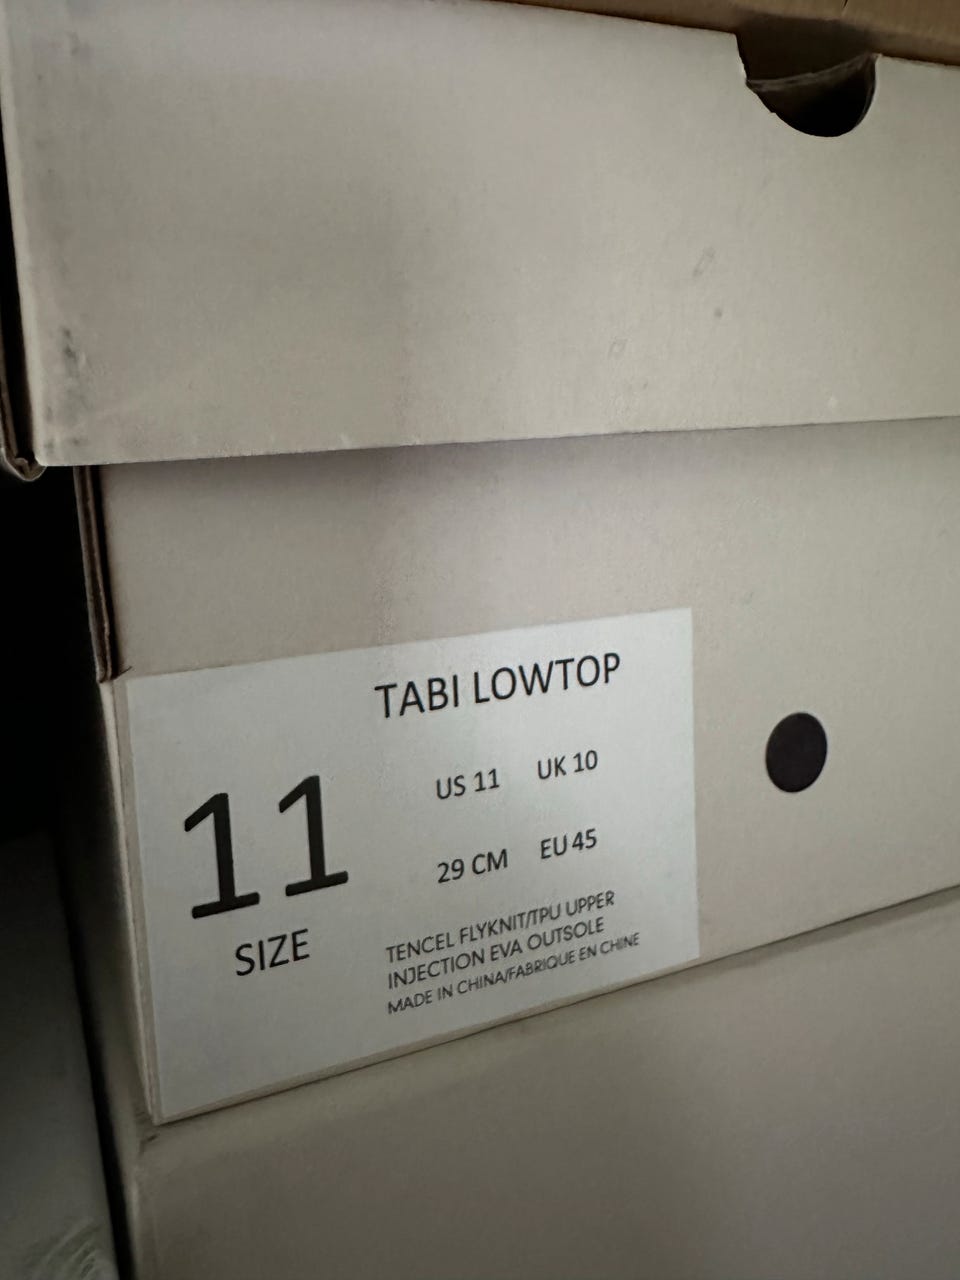 TABI LOWTOP
11
SIZE
US 11 UK 10
29 CM EU 45
TENCEL FLYKNIT/TPU UPPER
INJECTION EVA OUTSOLE
MADE IN CHINA/FABRIQUE EN CHINE